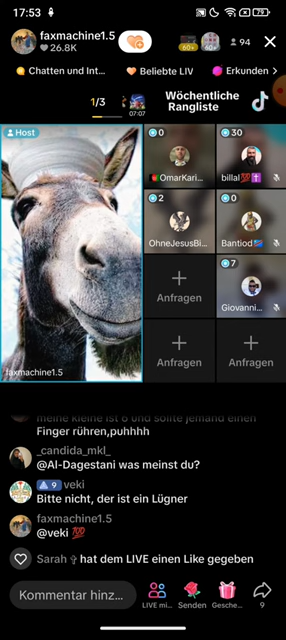 17:53
79
faxmachine1.5
26.8K
60+
60+
94
Chatten und Int...
Beliebte LIV
Erkunden
1/3
07:07
Wöchentliche
Rangliste
Host
0
30
OmarKari...
billal💯✝️
2
0
OhneJesusBi...
Bantiod
7
Anfragen
Giovanni...
Anfragen
Anfragen
faxmachine1.5
meine kleine ist 6 und sollte jemand einen
Finger rühren,puhhhh
_candida_mkl_
@Al-Dagestani was meinst du?
9 veki
Bitte nicht, der ist ein Lügner
faxmachine1.5
@veki 💯
Sarah ✞ hat dem LIVE einen Like gegeben
Kommentar hinz...
LIVE mi...
Senden
Gesche...
9